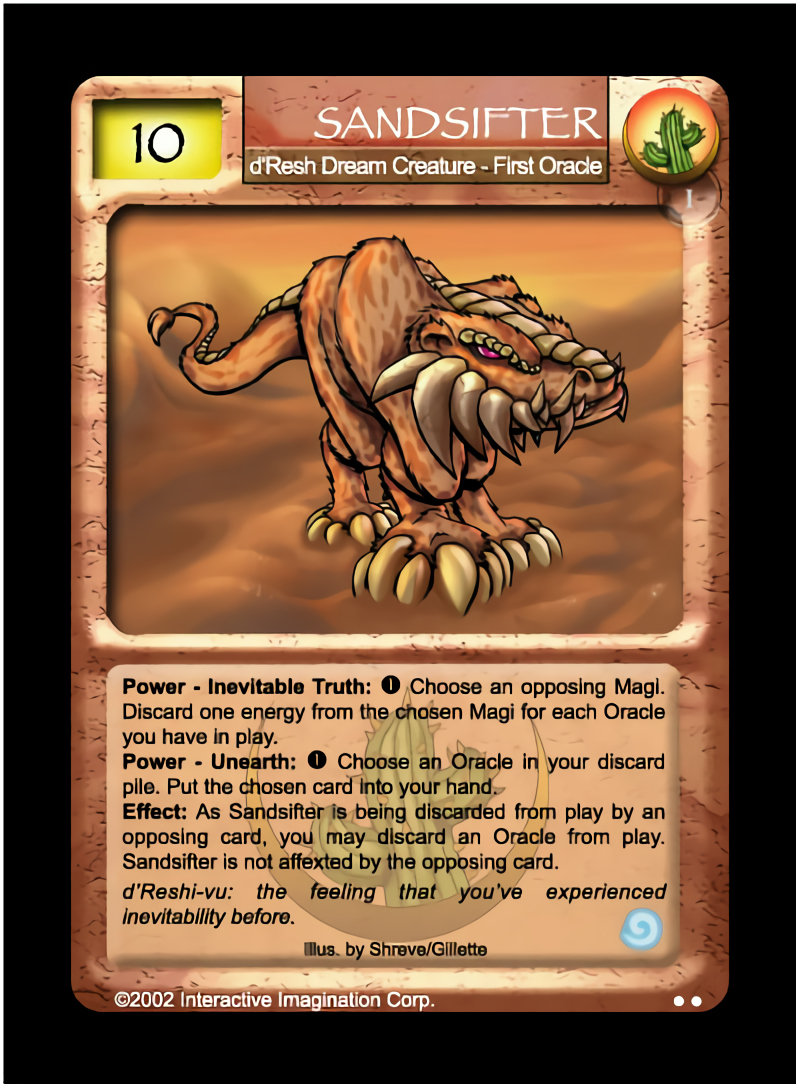 10
SANDSIFTER
d'Resh Dream Creature - First Oracle
I
Power - Inevitable Truth: ❶ Choose an opposing Magi.
Discard one energy from the chosen Magi for each Oracle
you have in play.
Power - Unearth: ❶ Choose an Oracle in your discard
pile. Put the chosen card into your hand.
Effect: As Sandsifter is being discarded from play by an
opposing card, you may discard an Oracle from play.
Sandsifter is not affexted by the opposing card.
d'Reshi-vu: the feeling that you've experienced
inevitability before.
Illus. by Shreve/Gillette
©2002 Interactive Imagination Corp.